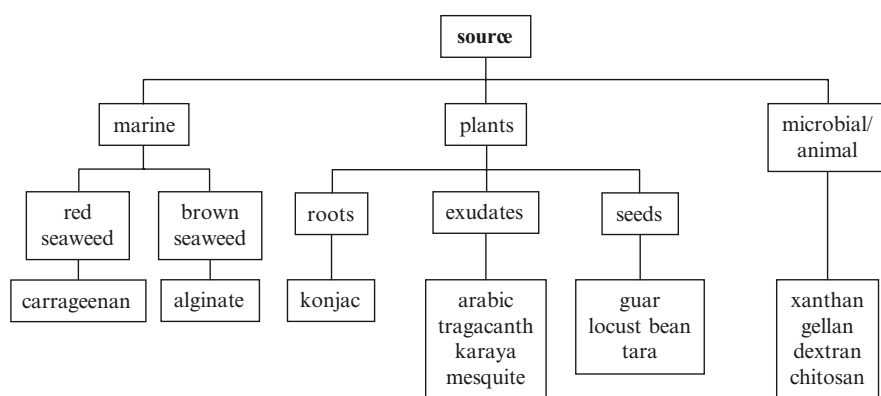 source
marine
plants
microbial/
animal
red
seaweed
brown
seaweed
roots
exudates
seeds
carrageenan
alginate
konjac
arabic
tragacanth
karaya
mesquite
guar
locust bean
tara
xanthan
gellan
dextran
chitosan